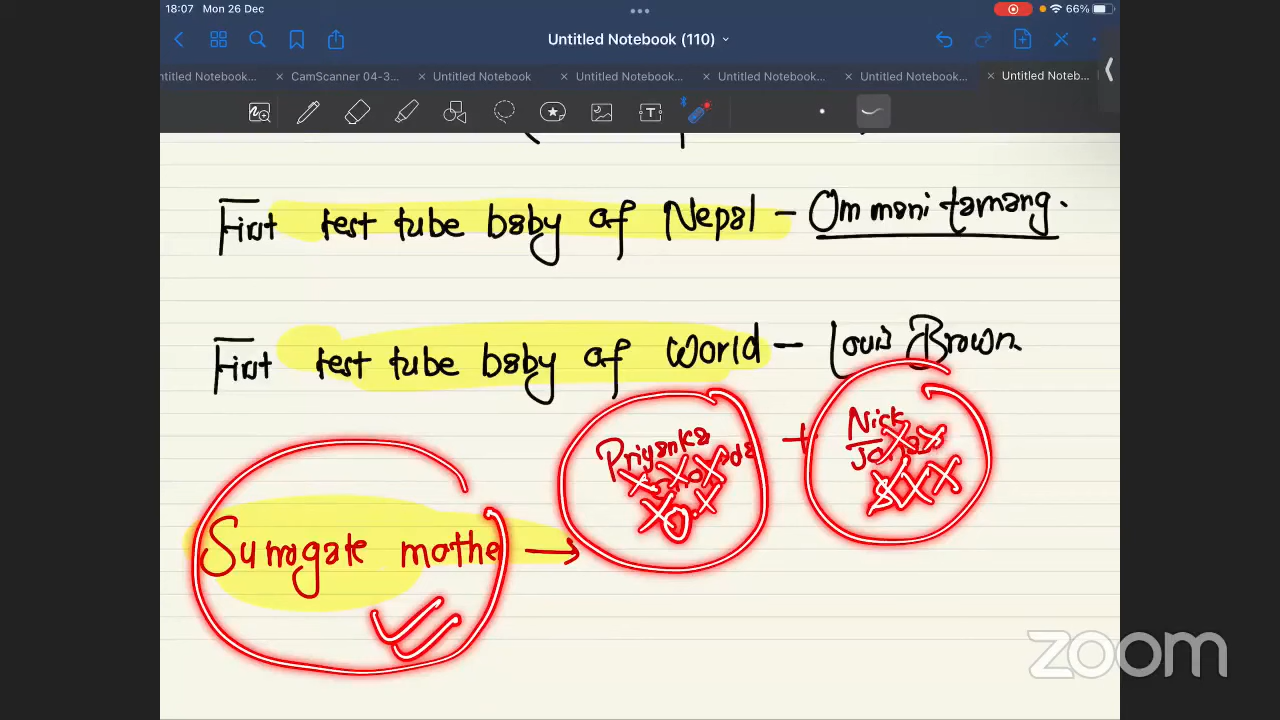 18:07 Mon 26 Dec
66%
Untitled Notebook (110)
ntitled Notebook... CamScanner 04-3... Untitled Notebook Untitled Notebook... Untitled Notebook... Untitled Notebook... Untitled Noteb...
First test tube baby of Nepal - Om mani tamang.
First test tube baby of World - Louis Brown
Priyanka + Nick
Surrogate mothe →
zoom